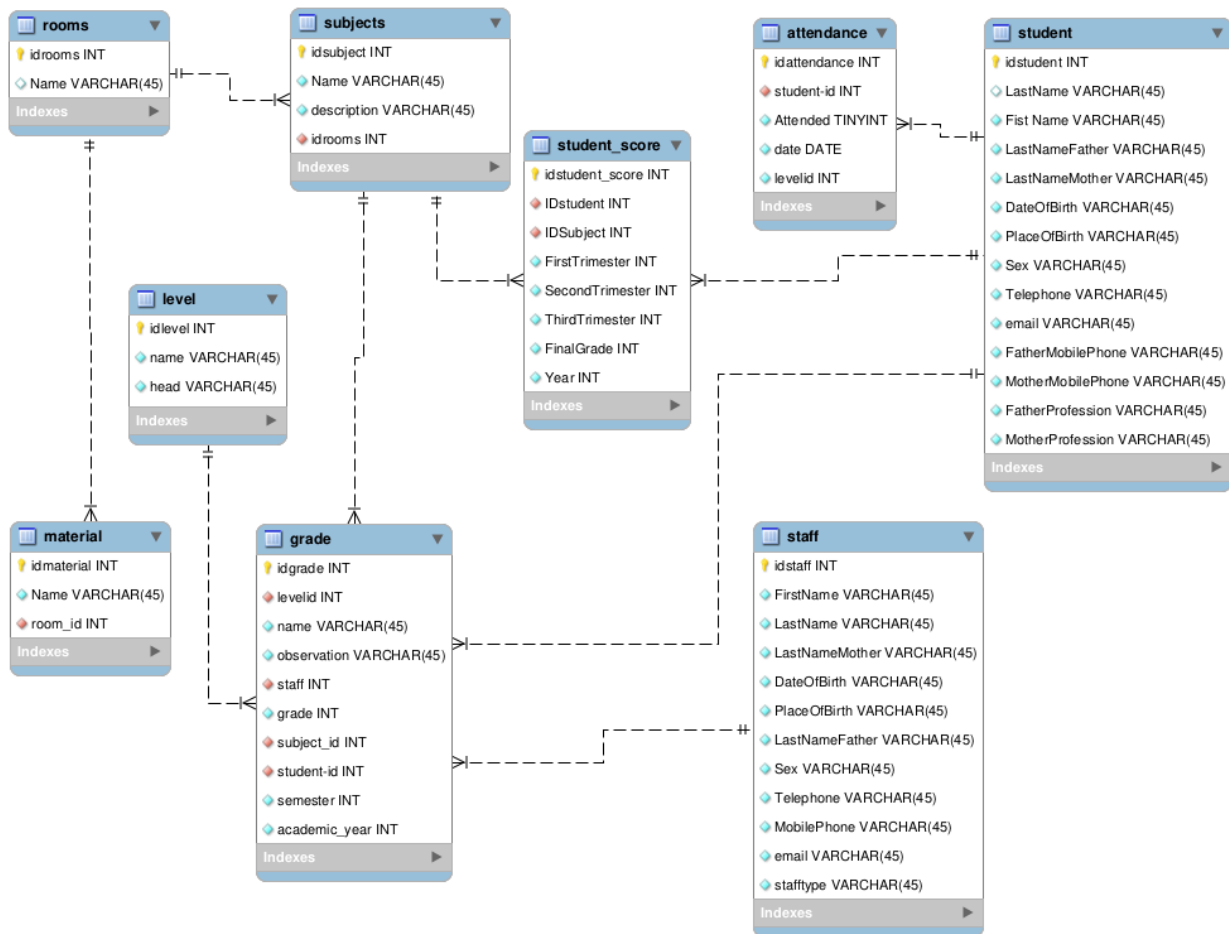 rooms
idrooms INT
Name VARCHAR(45)
Indexes
subjects
idsubject INT
Name VARCHAR(45)
description VARCHAR(45)
idrooms INT
Indexes
attendance
idattendance INT
student-id INT
Attended TINYINT
date DATE
levelid INT
Indexes
student
idstudent INT
LastName VARCHAR(45)
Fist Name VARCHAR(45)
LastNameFather VARCHAR(45)
LastNameMother VARCHAR(45)
DateOfBirth VARCHAR(45)
PlaceOfBirth VARCHAR(45)
Sex VARCHAR(45)
Telephone VARCHAR(45)
email VARCHAR(45)
FatherMobilePhone VARCHAR(45)
MotherMobilePhone VARCHAR(45)
FatherProfession VARCHAR(45)
MotherProfession VARCHAR(45)
Indexes
student_score
idstudent_score INT
IDstudent INT
IDSubject INT
FirstTrimester INT
SecondTrimester INT
ThirdTrimester INT
FinalGrade INT
Year INT
Indexes
level
idlevel INT
name VARCHAR(45)
head VARCHAR(45)
Indexes
material
idmaterial INT
Name VARCHAR(45)
room_id INT
Indexes
grade
idgrade INT
levelid INT
name VARCHAR(45)
observation VARCHAR(45)
staff INT
grade INT
subject_id INT
student-id INT
semester INT
academic_year INT
Indexes
staff
idstaff INT
FirstName VARCHAR(45)
LastName VARCHAR(45)
LastNameMother VARCHAR(45)
DateOfBirth VARCHAR(45)
PlaceOfBirth VARCHAR(45)
LastNameFather VARCHAR(45)
Sex VARCHAR(45)
Telephone VARCHAR(45)
MobilePhone VARCHAR(45)
email VARCHAR(45)
stafftype VARCHAR(45)
Indexes